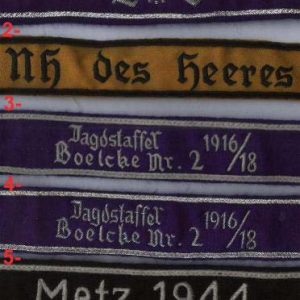 2-
Uffz des Heeres
3-
Jagdstaffel 1916/18
Boelcke Nr. 2
4-
Jagdstaffel 1916/18
Boelcke Nr. 2
5-
Metz 1944